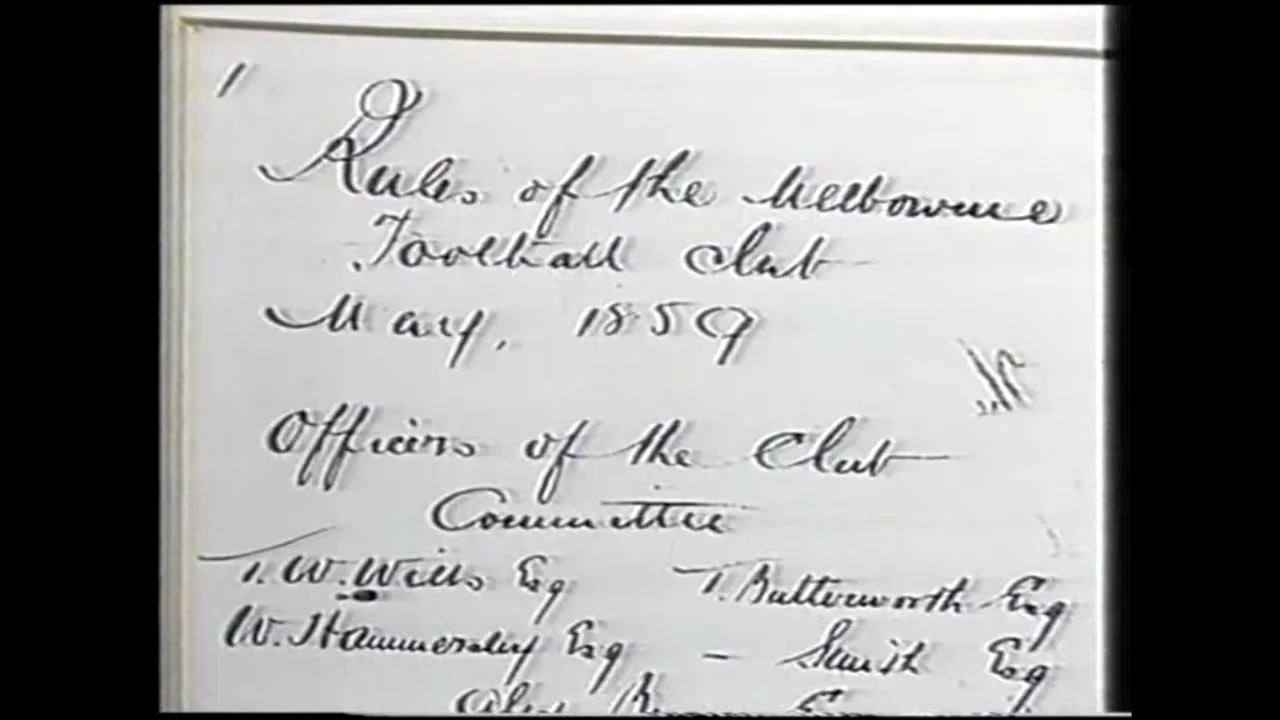 1
Rules of the Melbourne
Football Club
May, 1859
Officers of the Club
Committee
T. W. Wills Esq T. Butterworth Esq
W. Hammersley Esq — Smith Esq
Alex